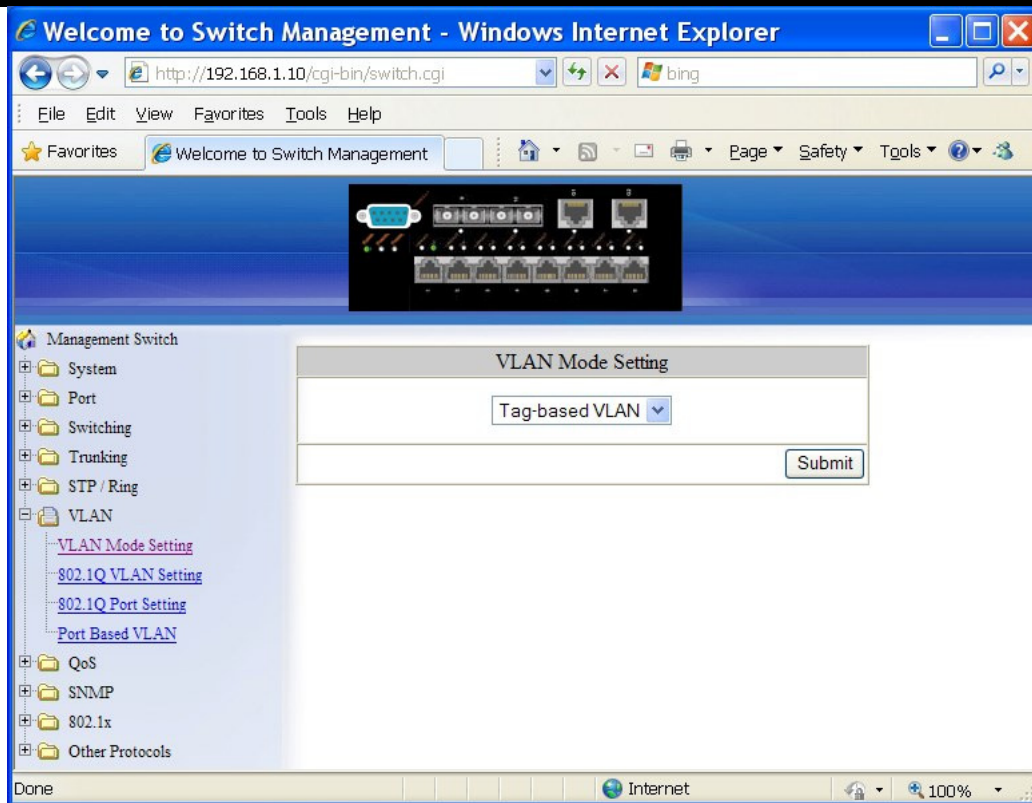 Welcome to Switch Management - Windows Internet Explorer
http://192.168.1.10/cgi-bin/switch.cgi
bing
File Edit View Favorites Tools Help
Favorites
Welcome to Switch Management
Page Safety Tools
Management Switch
System
Port
Switching
Trunking
STP / Ring
VLAN
VLAN Mode Setting
802.1Q VLAN Setting
802.1Q Port Setting
Port Based VLAN
QoS
SNMP
802.1x
Other Protocols
VLAN Mode Setting
Tag-based VLAN
Submit
Done
Internet
100%